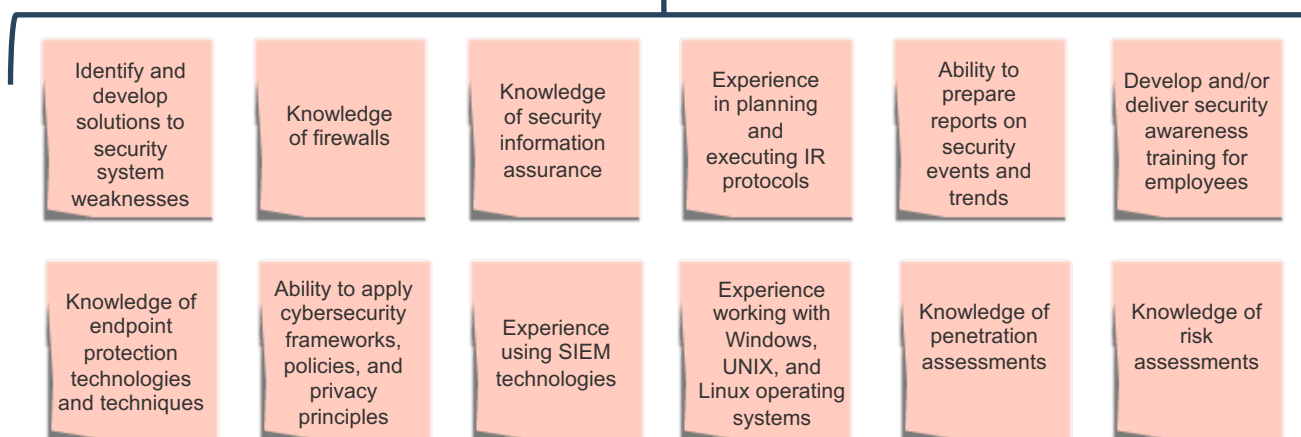 Identify and
develop
solutions to
security
system
weaknesses
Knowledge
of firewalls
Knowledge
of security
information
assurance
Experience
in planning
and
executing IR
protocols
Ability to
prepare
reports on
security
events and
trends
Develop and/or
deliver security
awareness
training for
employees
Knowledge of
endpoint
protection
technologies
and techniques
Ability to apply
cybersecurity
frameworks,
policies, and
privacy
principles
Experience
using SIEM
technologies
Experience
working with
Windows,
UNIX, and
Linux operating
systems
Knowledge of
penetration
assessments
Knowledge of
risk
assessments